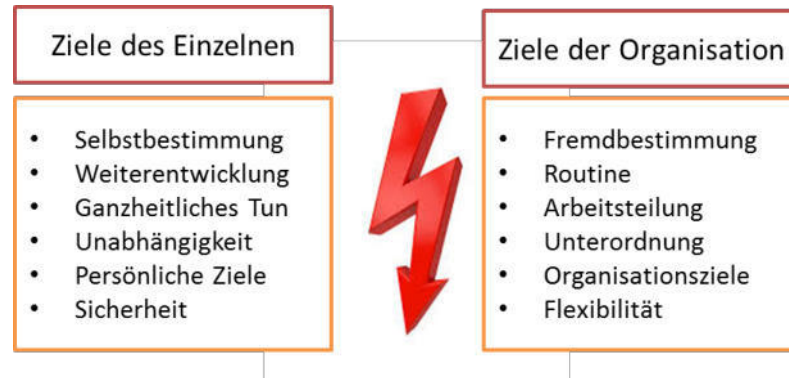 Ziele des Einzelnen
• Selbstbestimmung
• Weiterentwicklung
• Ganzheitliches Tun
• Unabhängigkeit
• Persönliche Ziele
• Sicherheit
Ziele der Organisation
• Fremdbestimmung
• Routine
• Arbeitsteilung
• Unterordnung
• Organisationsziele
• Flexibilität